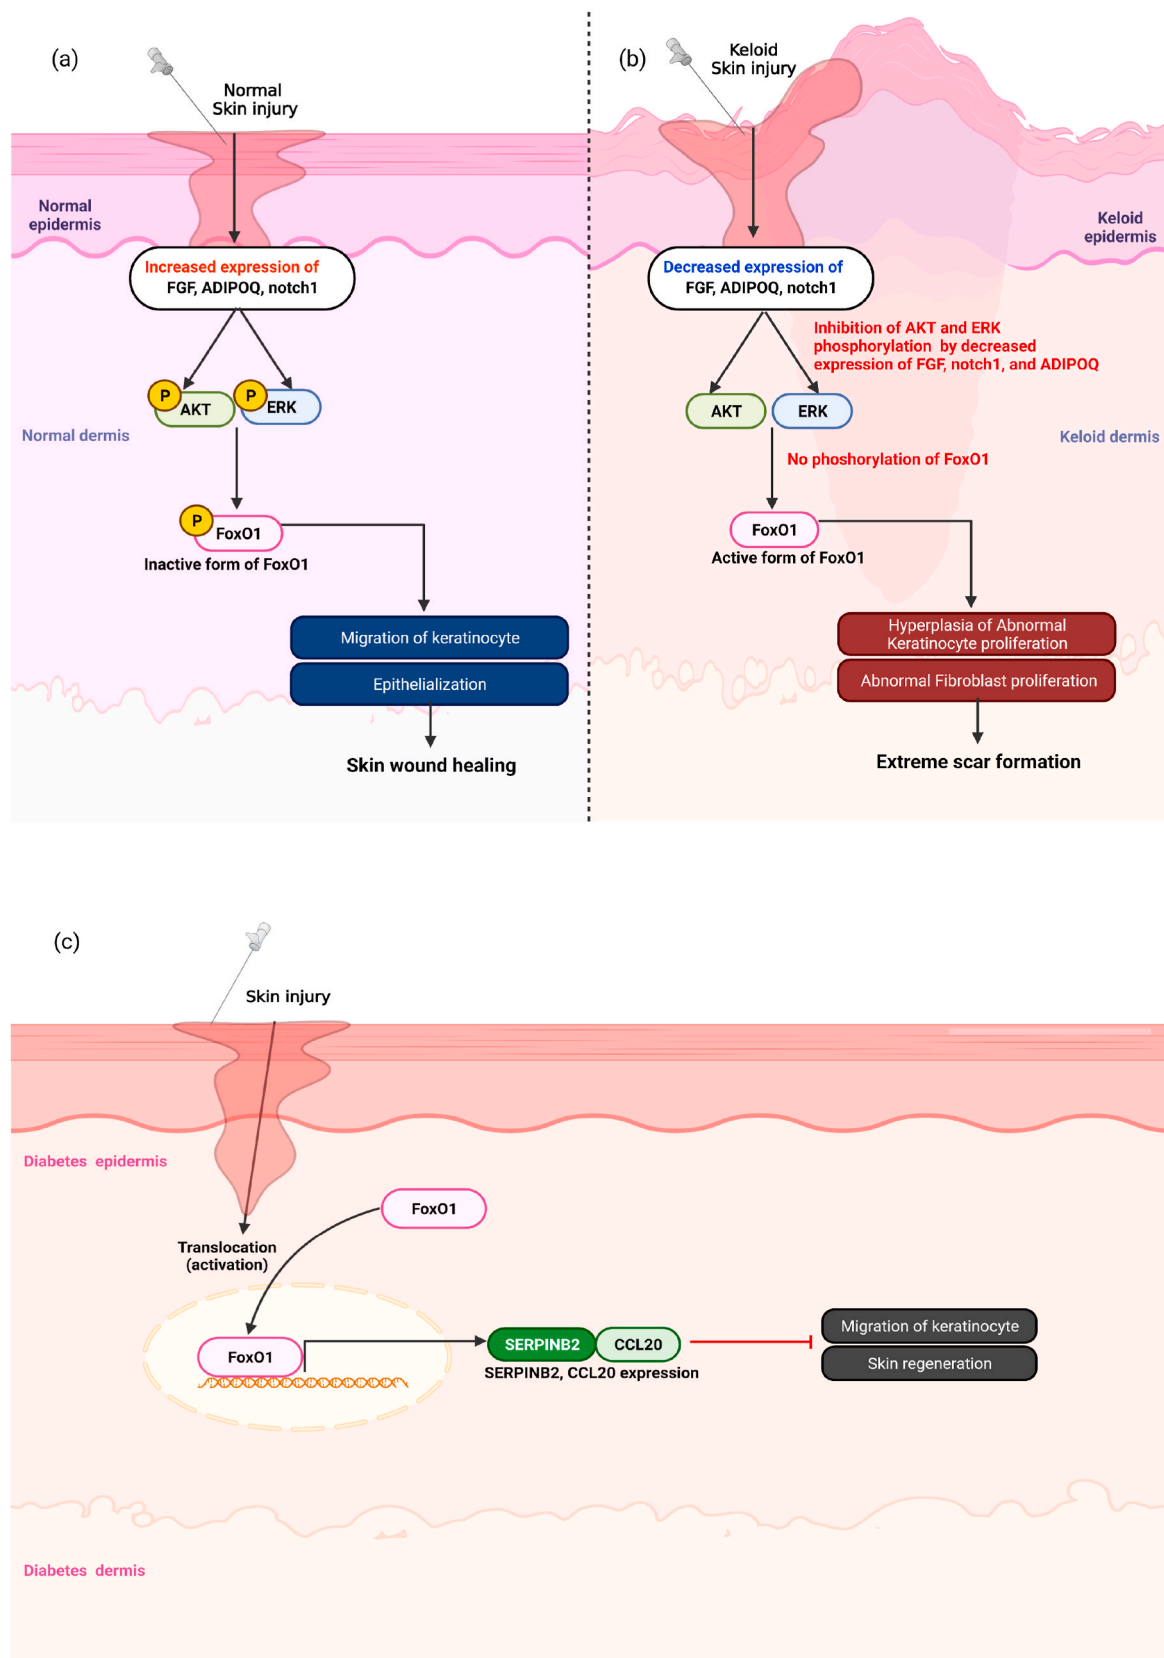 (a)
Normal
Skin injury
Normal
epidermis
Increased expression of
FGF, ADIPOQ, notch1
P
AKT
P
ERK
Normal dermis
P
FoxO1
Inactive form of FoxO1
Migration of keratinocyte
Epithelialization
Skin wound healing
(b)
Keloid
Skin injury
Keloid
epidermis
Decreased expression of
FGF, ADIPOQ, notch1
Inhibition of AKT and ERK
phosphorylation by decreased
expression of FGF, notch1, and ADIPOQ
AKT
ERK
Keloid dermis
No phoshorylation of FoxO1
FoxO1
Active form of FoxO1
Hyperplasia of Abnormal
Keratinocyte proliferation
Abnormal Fibroblast proliferation
Extreme scar formation
(c)
Skin injury
Diabetes epidermis
FoxO1
Translocation
(activation)
FoxO1
SERPINB2
CCL20
SERPINB2, CCL20 expression
Migration of keratinocyte
Skin regeneration
Diabetes dermis